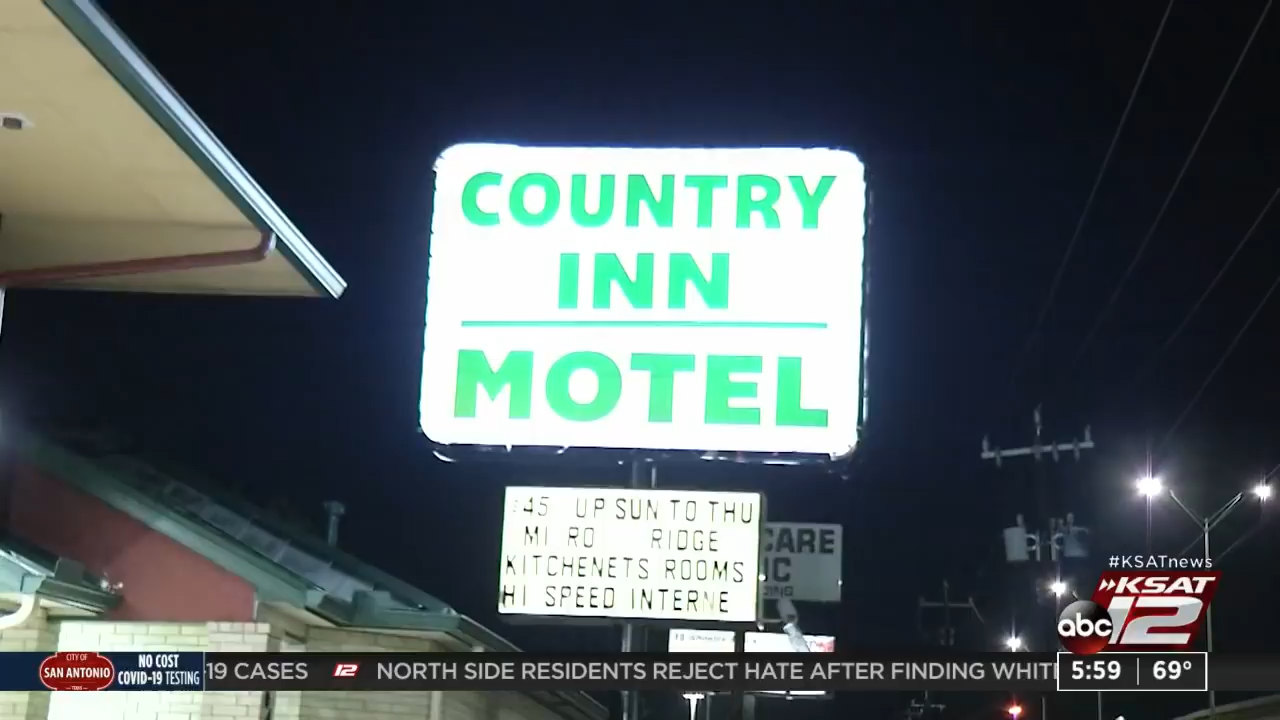 COUNTRY
INN
MOTEL
45 UP SUN TO THU
MI RO RIDGE
KITCHENETS ROOMS
HI SPEED INTERNE
CARE
IC
#KSATnews
KSAT
abc 12
CITY OF
SAN ANTONIO
TEXAS
NO COST
COVID-19 TESTING
19 CASES 12 NORTH SIDE RESIDENTS REJECT HATE AFTER FINDING WHIT
5:59 69°